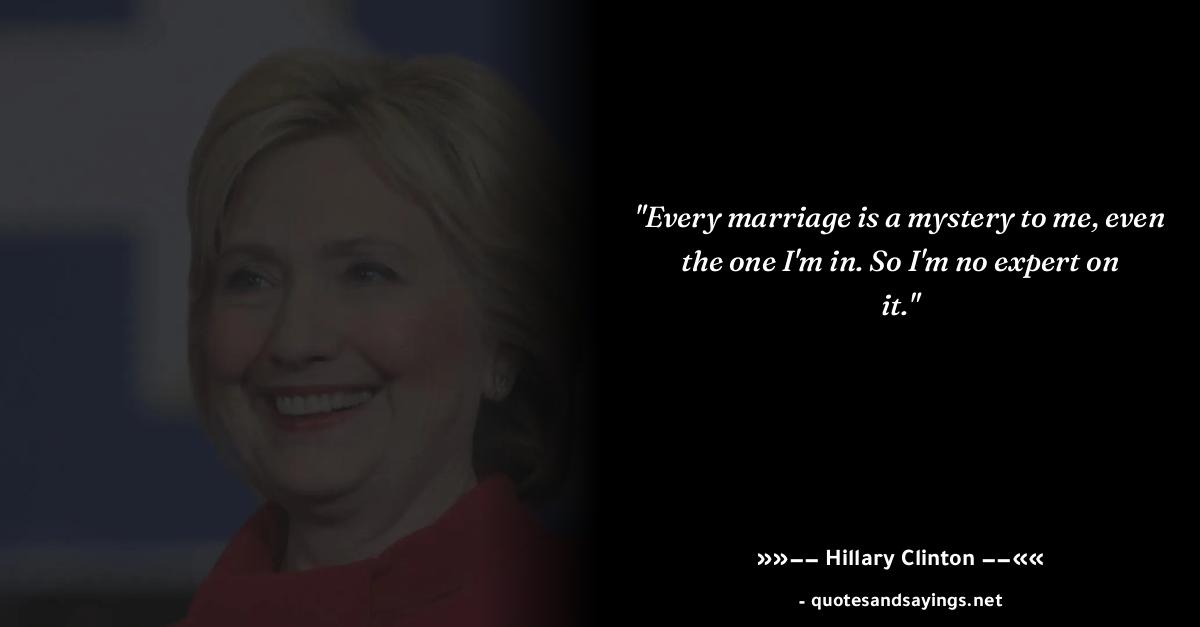 "Every marriage is a mystery to me, even
the one I'm in. So I'm no expert on
it."
»»–– Hillary Clinton ––««
- quotesandsayings.net